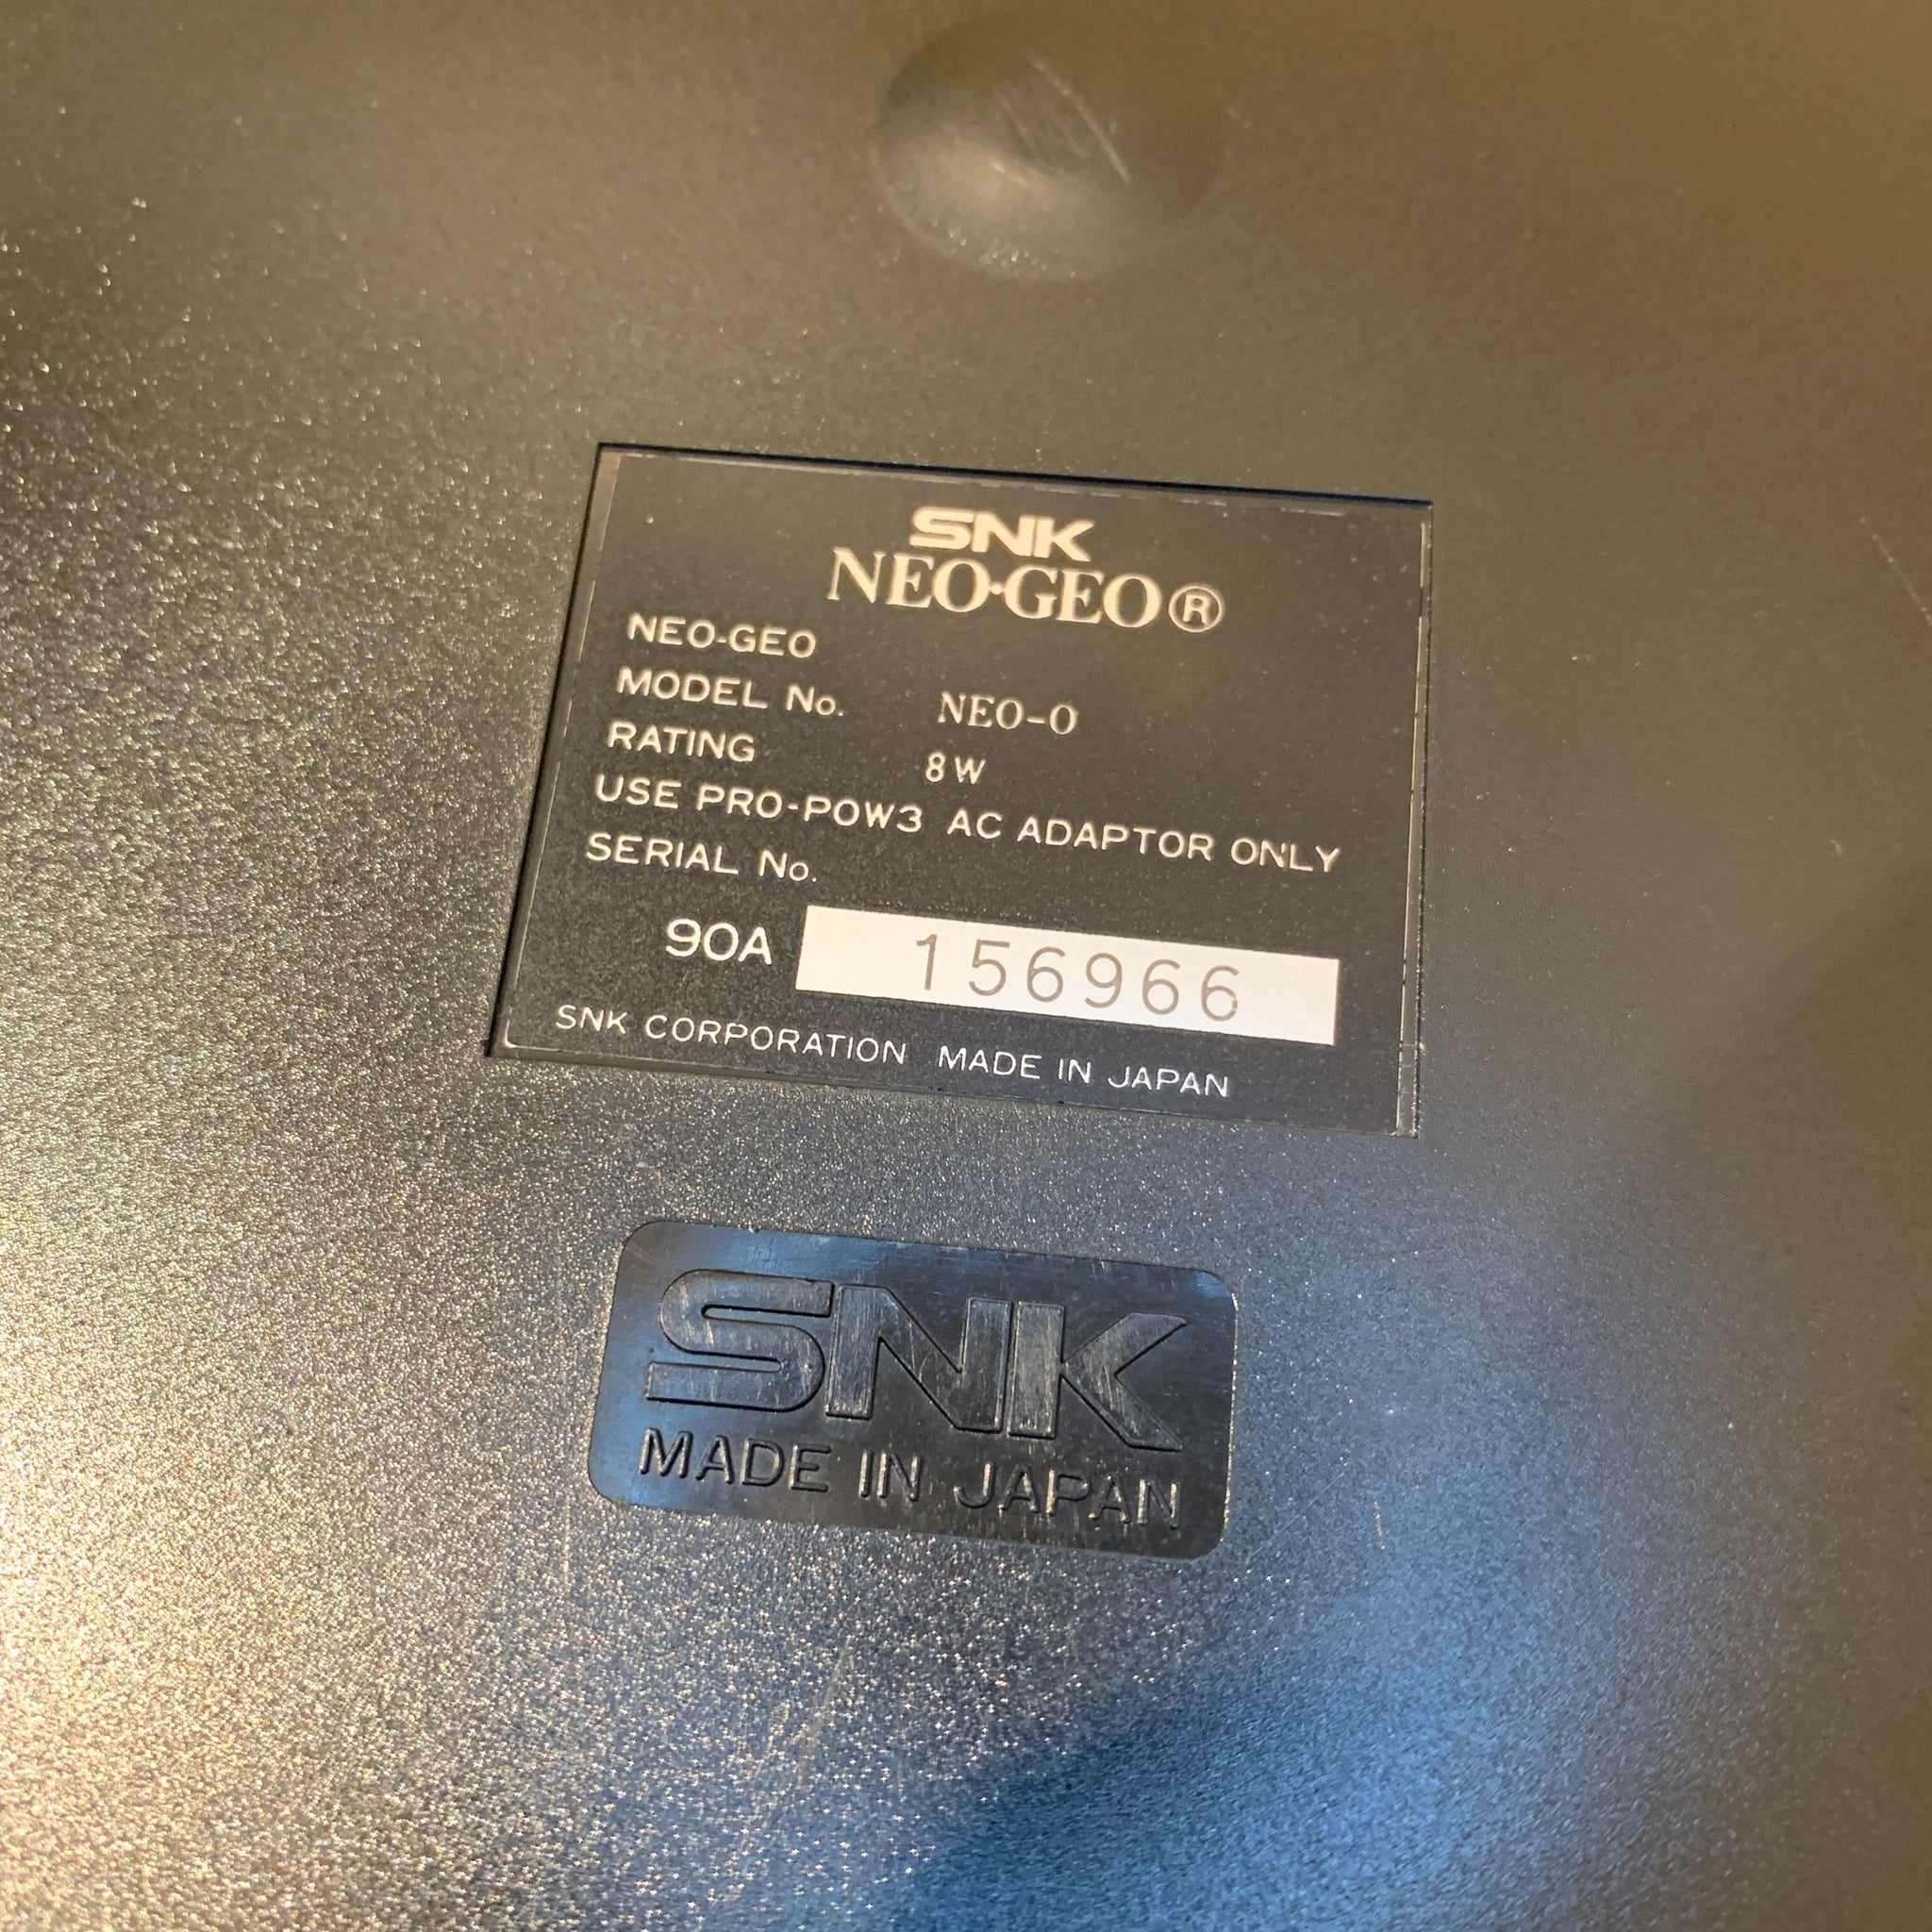 SNK
NEO·GEO®
NEO-GEO
MODEL No. NEO-0
RATING 8W
USE PRO-POW3 AC ADAPTOR ONLY
SERIAL No.
90A 156966
SNK CORPORATION MADE IN JAPAN
SNK
MADE IN JAPAN